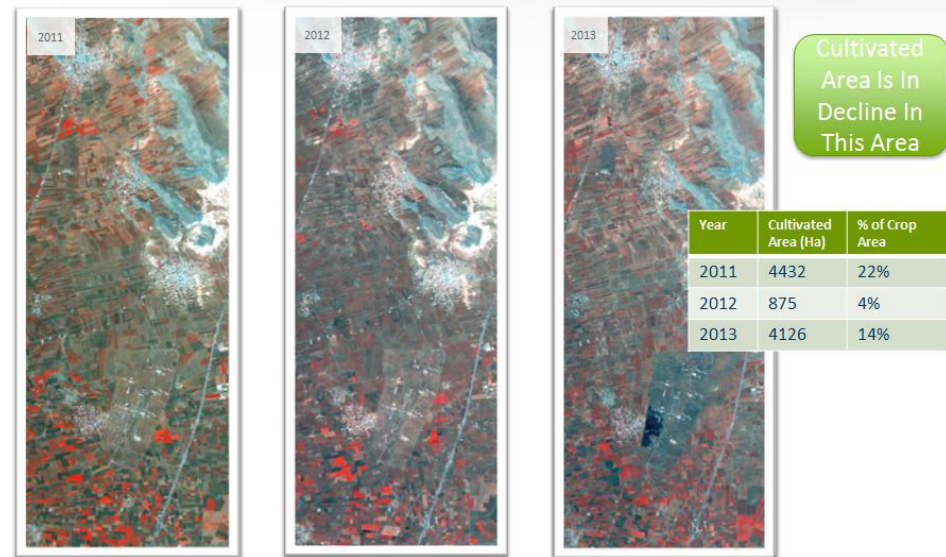 2011
2012
2013
Cultivated
Area Is In
Decline In
This Area
Year Cultivated Area (Ha) % of Crop Area
2011 4432 22%
2012 875 4%
2013 4126 14%